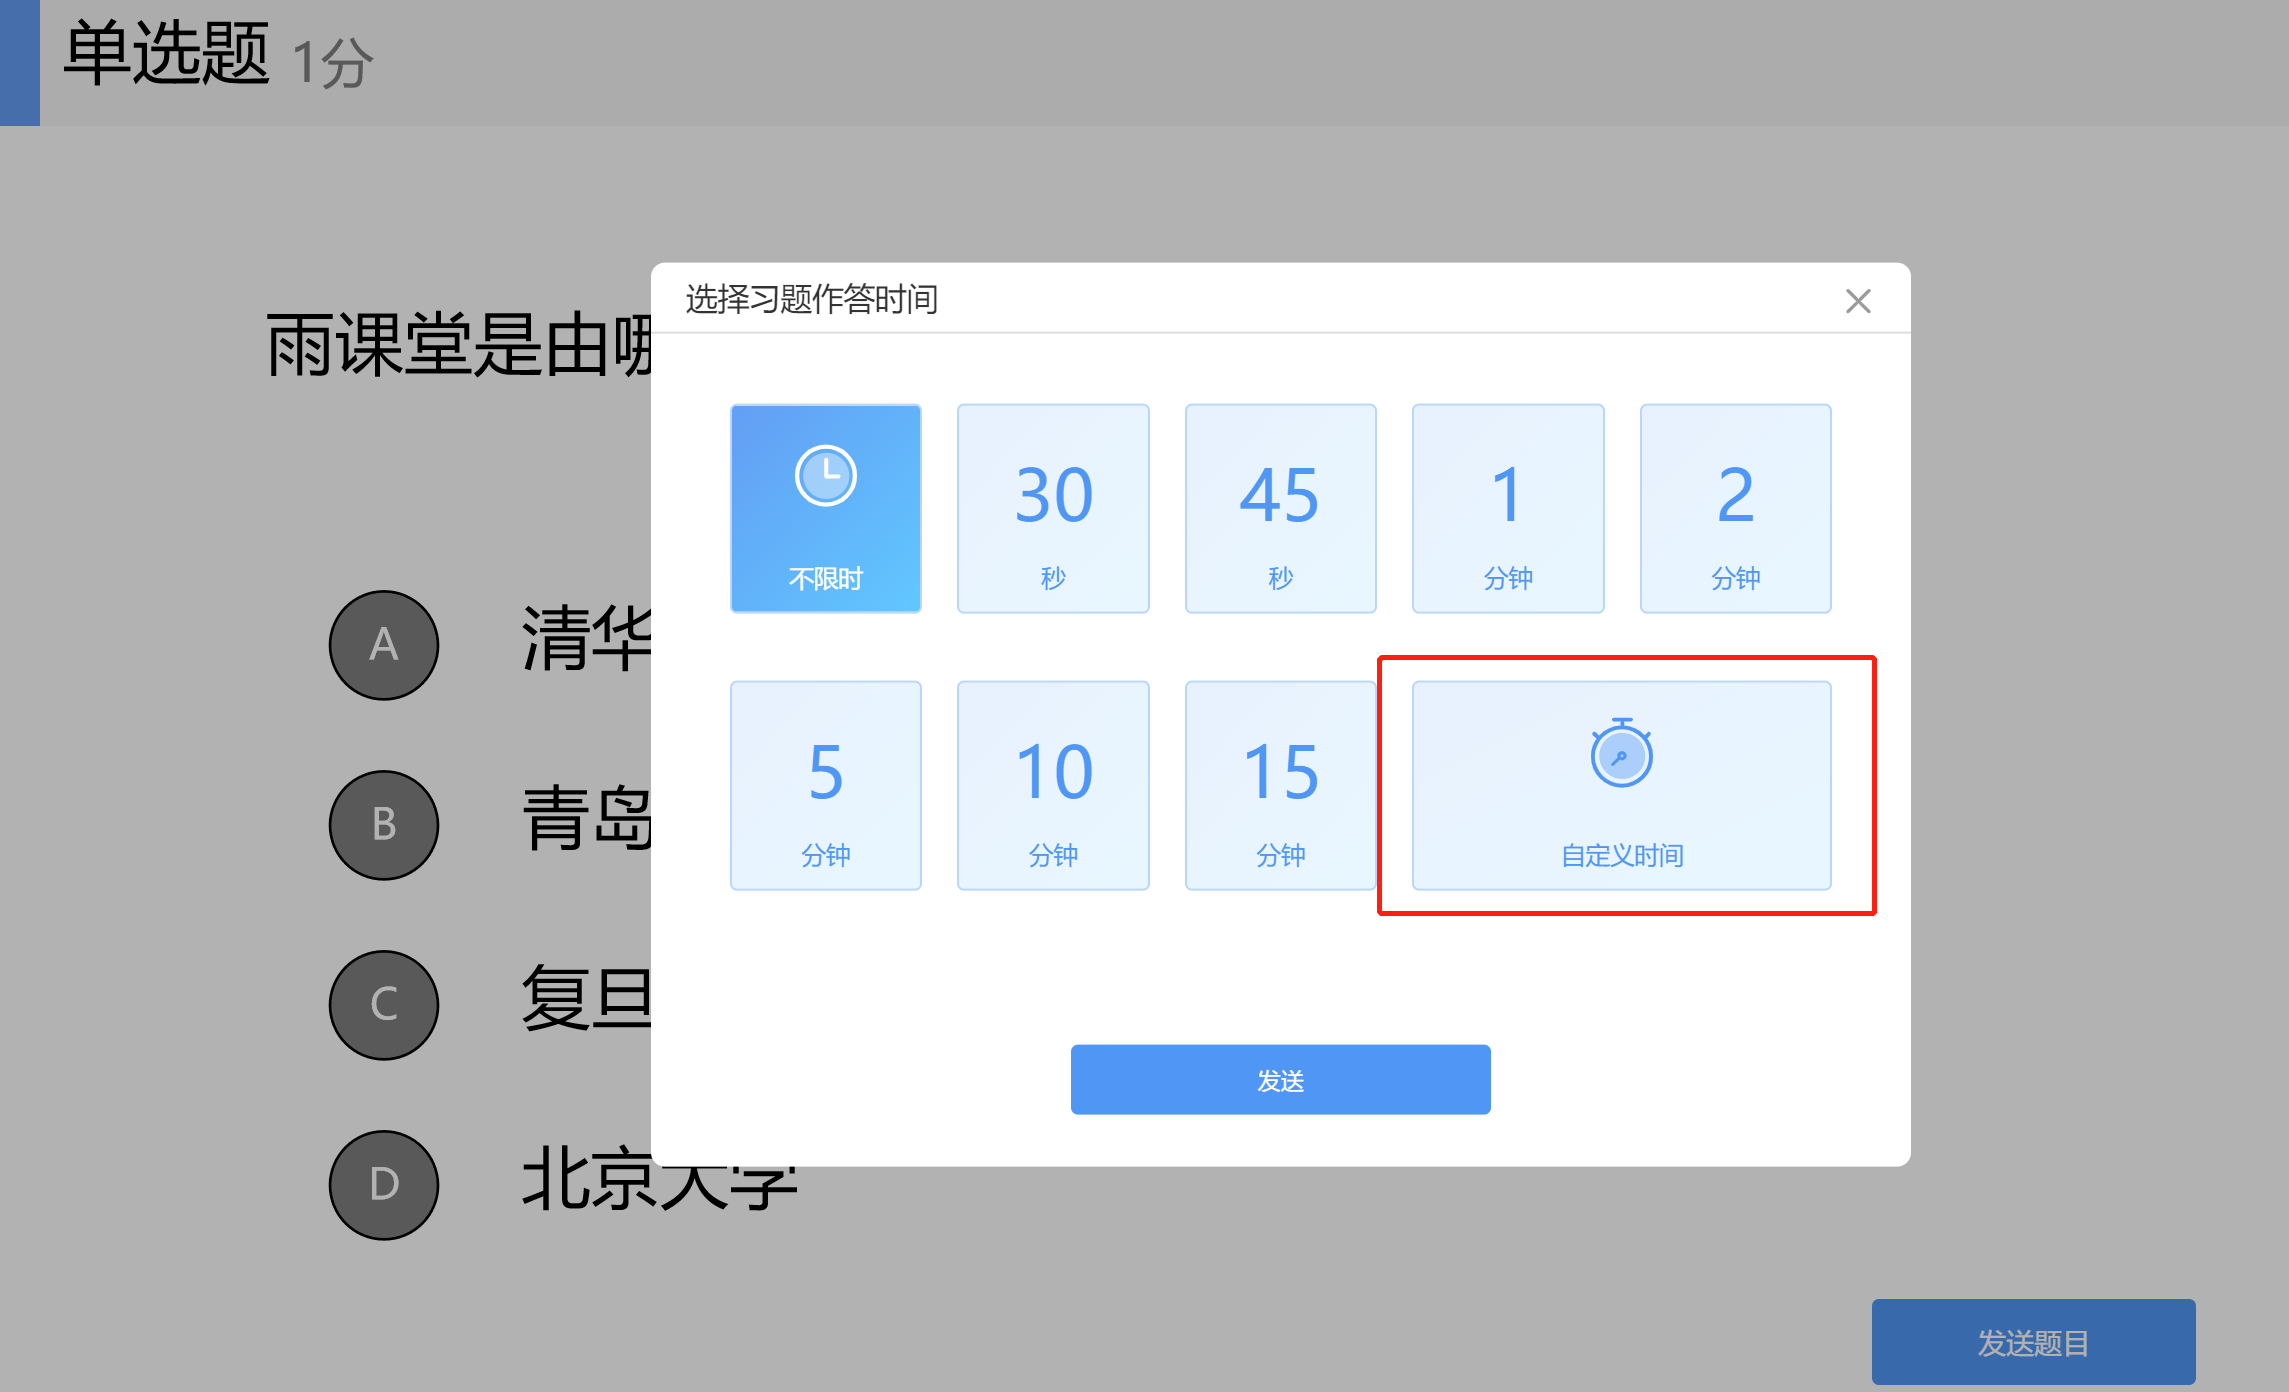 单选题 1分
雨课堂是由
选择习题作答时间
不限时
30
秒
45
秒
1
分钟
2
分钟
5
分钟
10
分钟
15
分钟
自定义时间
发送
A 清华
B 青岛
C 复旦
D 北京大学
发送题目